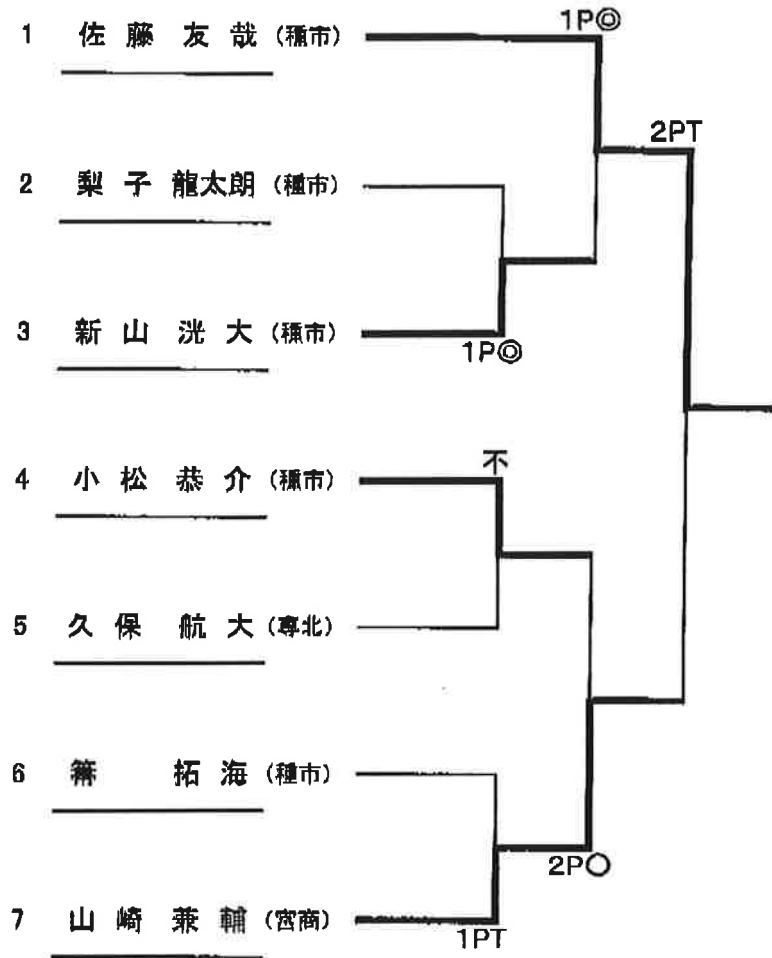 1P◎
1 佐藤友哉 (種市)
2PT
2 梨子龍太朗 (種市)
3 新山洸大 (種市)
1P◎
不
4 小松恭介 (種市)
5 久保航大 (専北)
6 拓海 (種市)
2P○
7 山崎兼輔 (宮商)
1PT